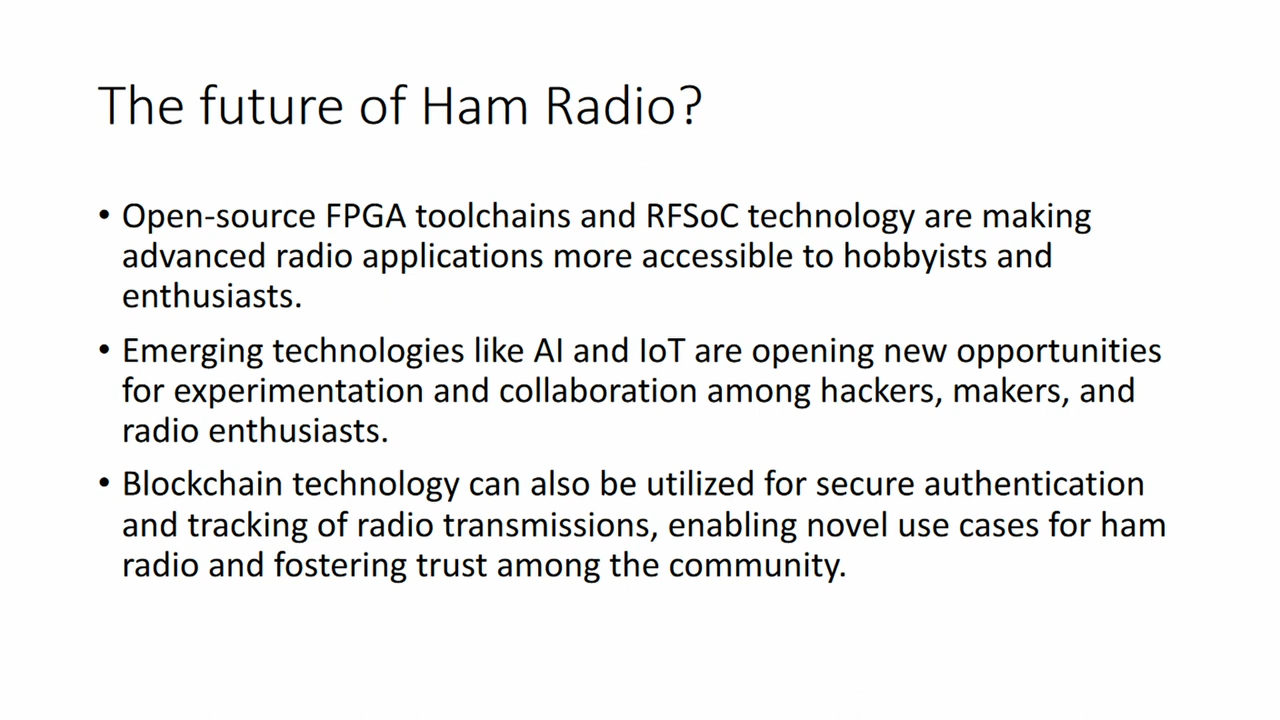 The future of Ham Radio?
• Open-source FPGA toolchains and RFSoC technology are making
advanced radio applications more accessible to hobbyists and
enthusiasts.
• Emerging technologies like AI and IoT are opening new opportunities
for experimentation and collaboration among hackers, makers, and
radio enthusiasts.
• Blockchain technology can also be utilized for secure authentication
and tracking of radio transmissions, enabling novel use cases for ham
radio and fostering trust among the community.